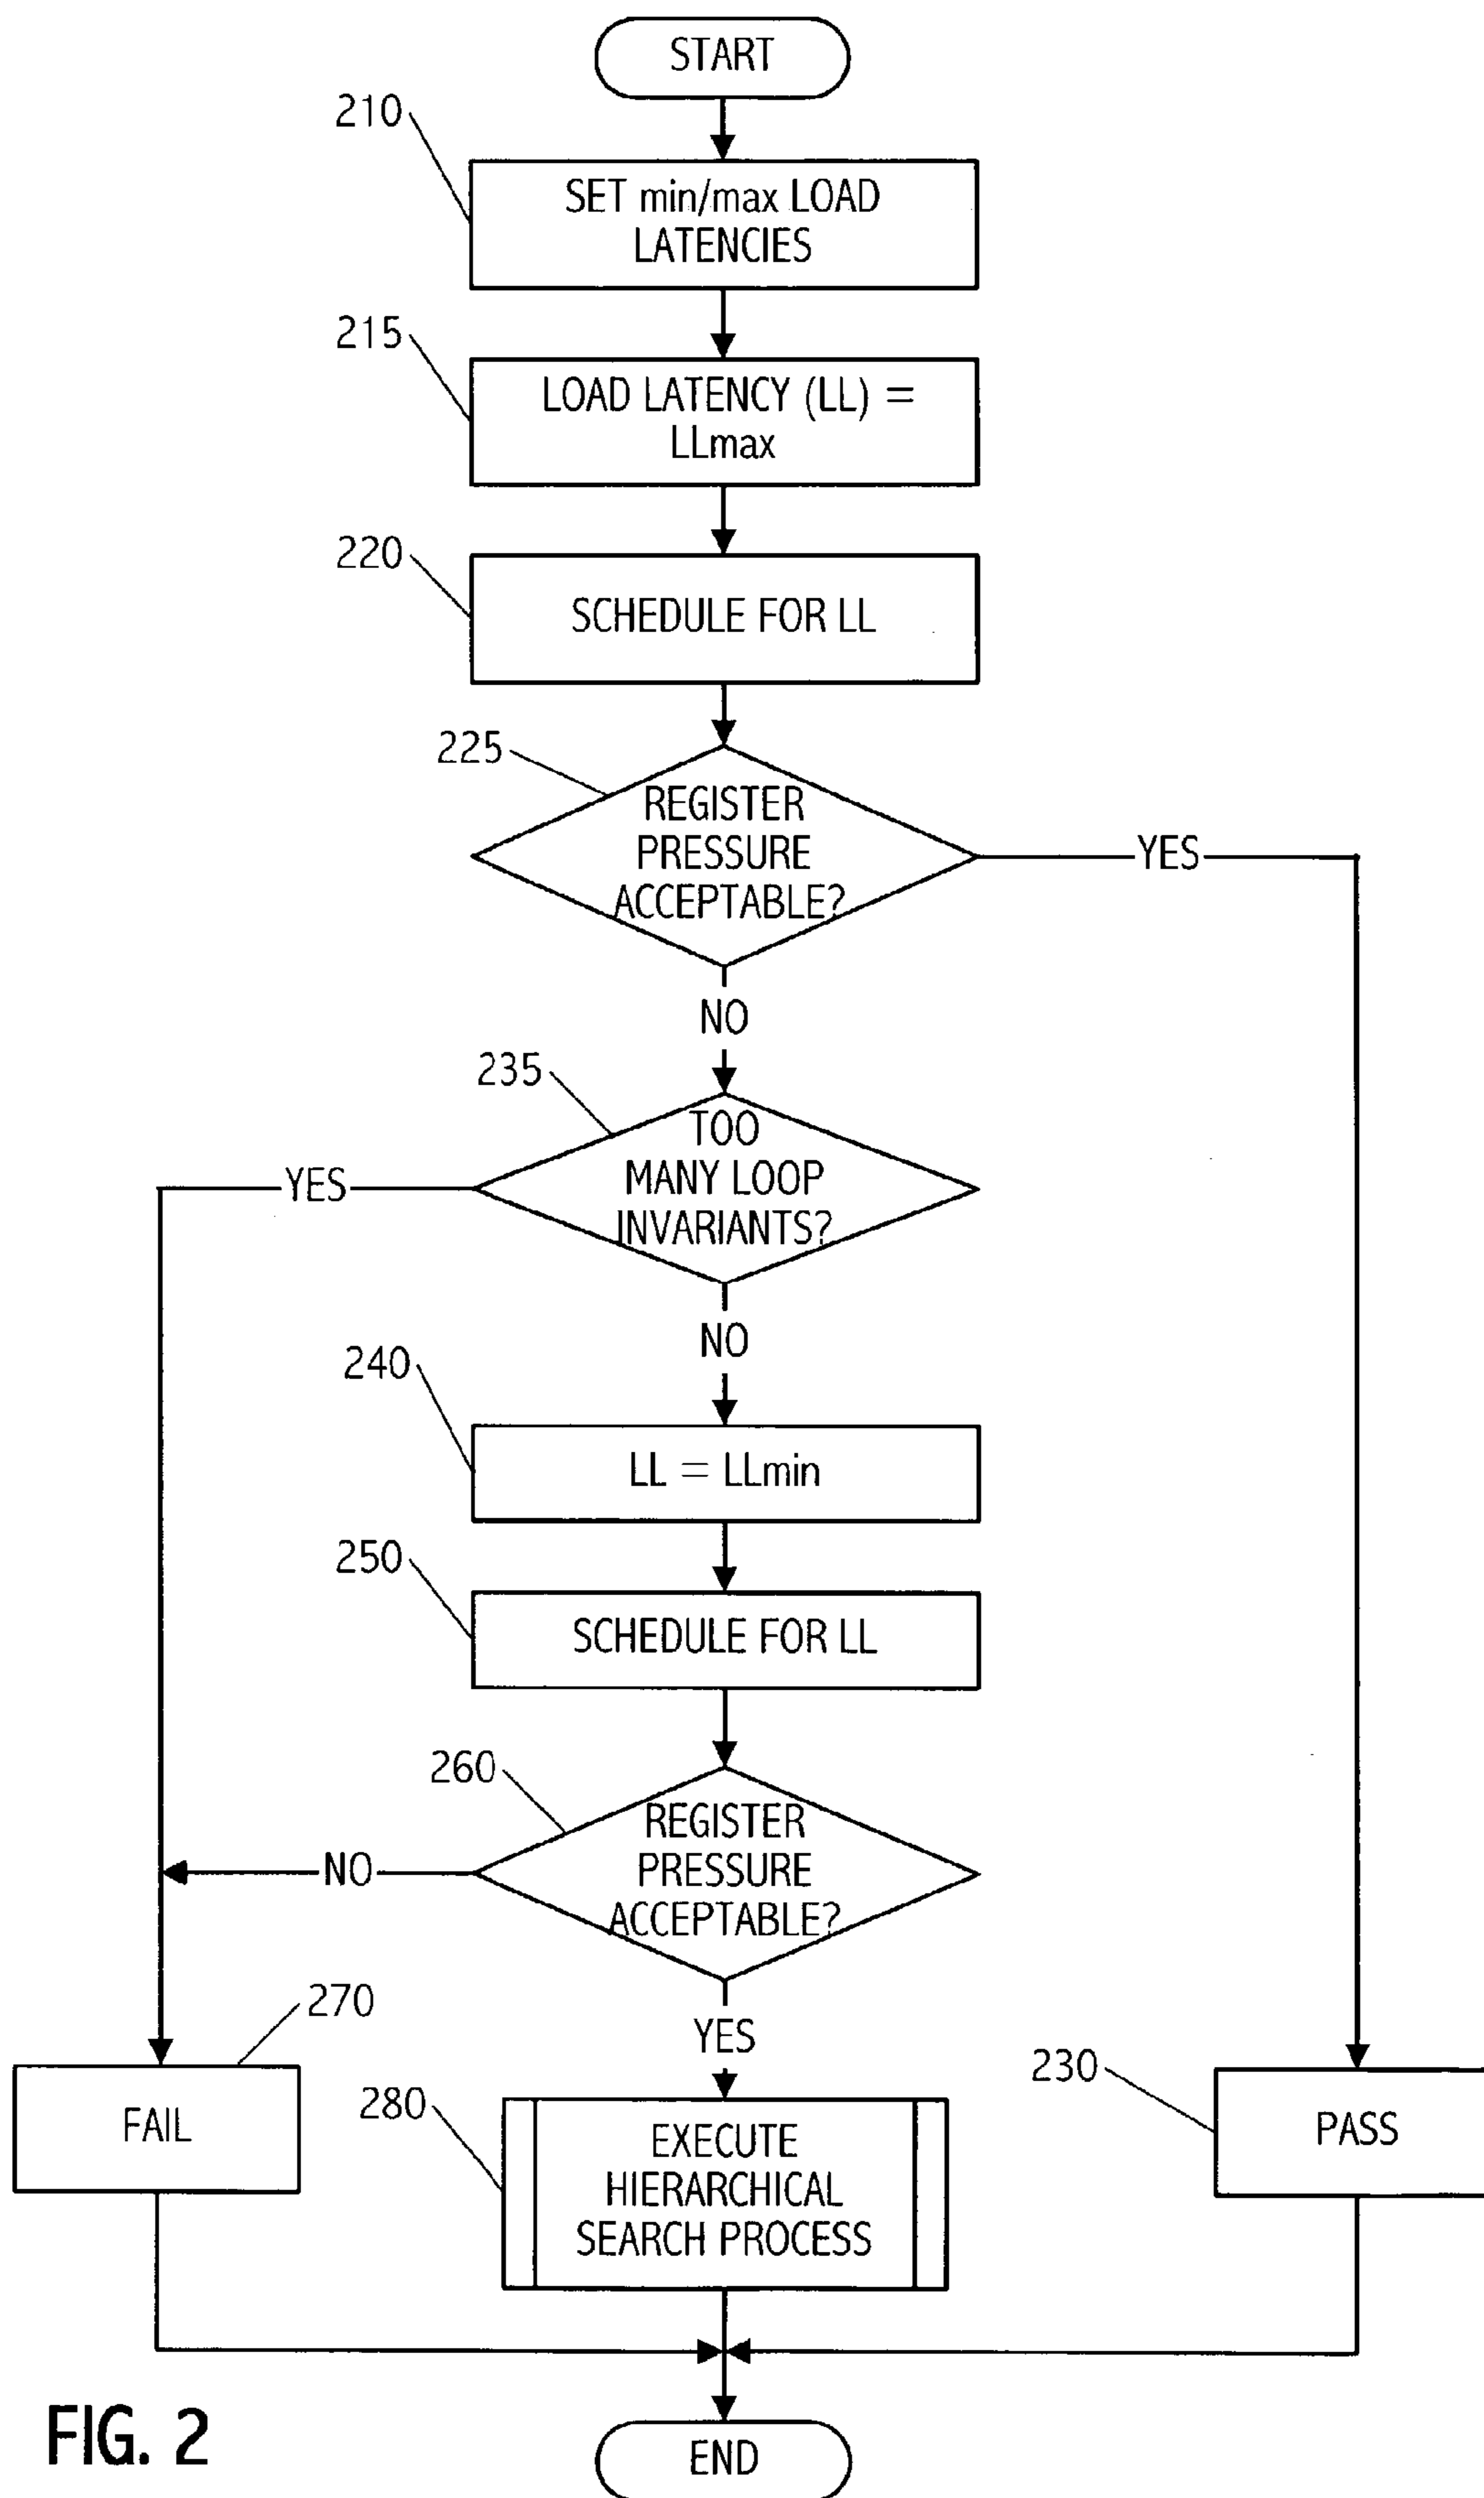 START
210
SET min/max LOAD
LATENCIES
215
LOAD LATENCY (LL) =
LLmax
220
SCHEDULE FOR LL
225
REGISTER
PRESSURE
ACCEPTABLE?
YES
NO
235
TOO
MANY LOOP
INVARIANTS?
YES
NO
240
LL = LLmin
250
SCHEDULE FOR LL
260
REGISTER
PRESSURE
ACCEPTABLE?
NO
YES
270
FAIL
280
EXECUTE
HIERARCHICAL
SEARCH PROCESS
230
PASS
FIG. 2
END